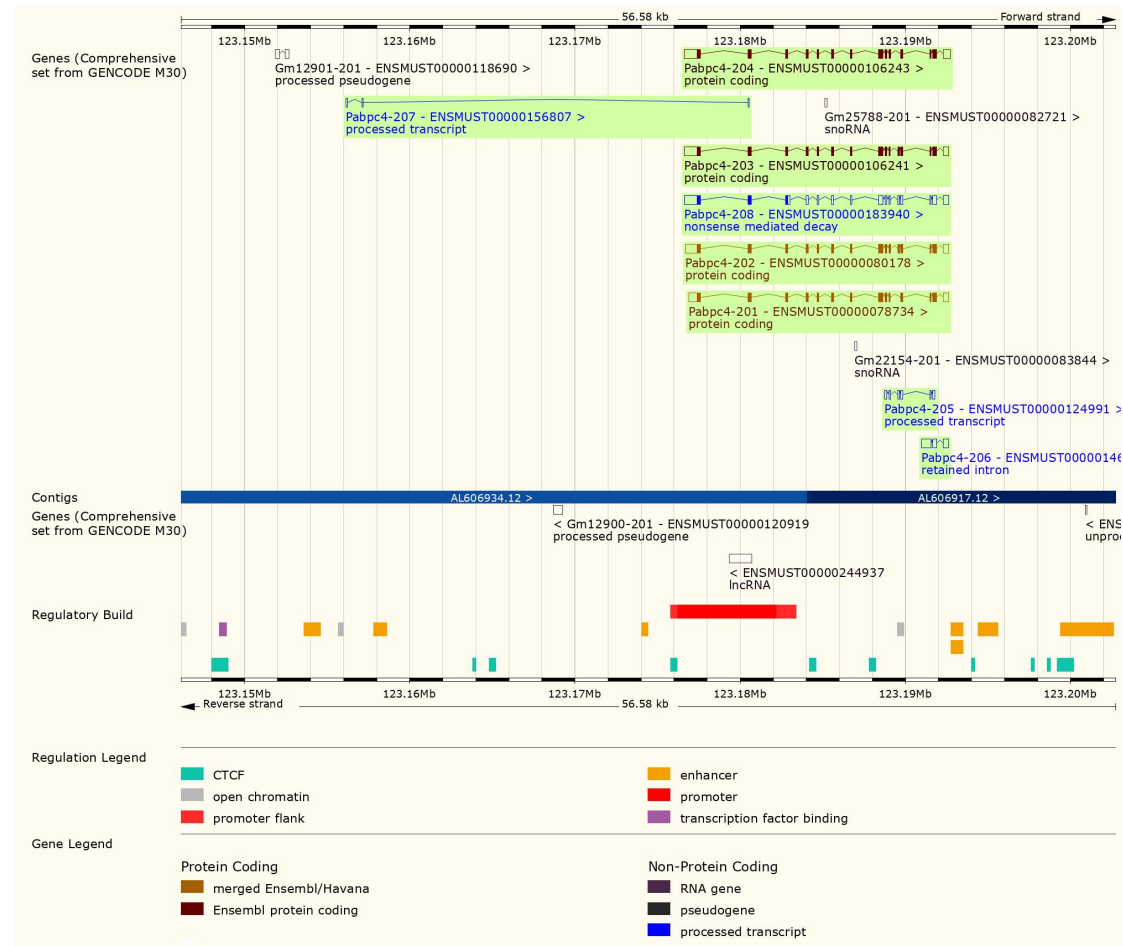 56.58 kb Forward strand
123.15Mb 123.16Mb 123.17Mb 123.18Mb 123.19Mb 123.20Mb
Genes (Comprehensive
set from GENCODE M30)
Gm12901-201 - ENSMUST00000118690 >
processed pseudogene
Pabpc4-204 - ENSMUST00000106243 >
protein coding
Pabpc4-207 - ENSMUST00000156807 >
processed transcript
Gm25788-201 - ENSMUST00000082721 >
snoRNA
Pabpc4-203 - ENSMUST00000106241 >
protein coding
Pabpc4-208 - ENSMUST00000183940 >
nonsense mediated decay
Pabpc4-202 - ENSMUST00000080178 >
protein coding
Pabpc4-201 - ENSMUST00000078734 >
protein coding
Gm22154-201 - ENSMUST00000083844 >
snoRNA
Pabpc4-205 - ENSMUST00000124991 >
processed transcript
Pabpc4-206 - ENSMUST00000146
retained intron
Contigs
AL606934.12 > AL606917.12 >
Genes (Comprehensive
set from GENCODE M30)
< Gm12900-201 - ENSMUST00000120919
processed pseudogene
< ENS
unproc
< ENSMUST00000244937
lncRNA
Regulatory Build
123.15Mb 123.16Mb 123.17Mb 123.18Mb 123.19Mb 123.20Mb
Reverse strand 56.58 kb
Regulation Legend
CTCF
open chromatin
promoter flank
enhancer
promoter
transcription factor binding
Gene Legend
Protein Coding
merged Ensembl/Havana
Ensembl protein coding
Non-Protein Coding
RNA gene
pseudogene
processed transcript